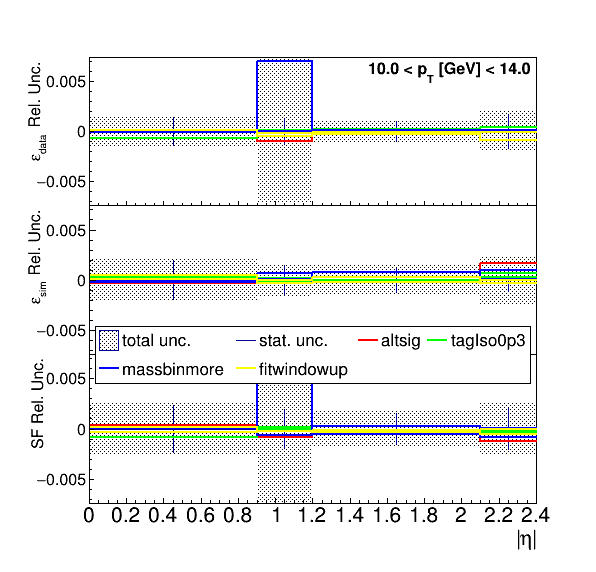 10.0 < p_T [GeV] < 14.0
ε_data Rel. Unc.
0.005
0
−0.005
ε_sim Rel. Unc.
0.005
0
−0.005
total unc. stat. unc. altsig tagIso0p3
massbinmore fitwindowup
SF Rel. Unc.
0.005
0
−0.005
0 0.2 0.4 0.6 0.8 1 1.2 1.4 1.6 1.8 2 2.2 2.4
|η|